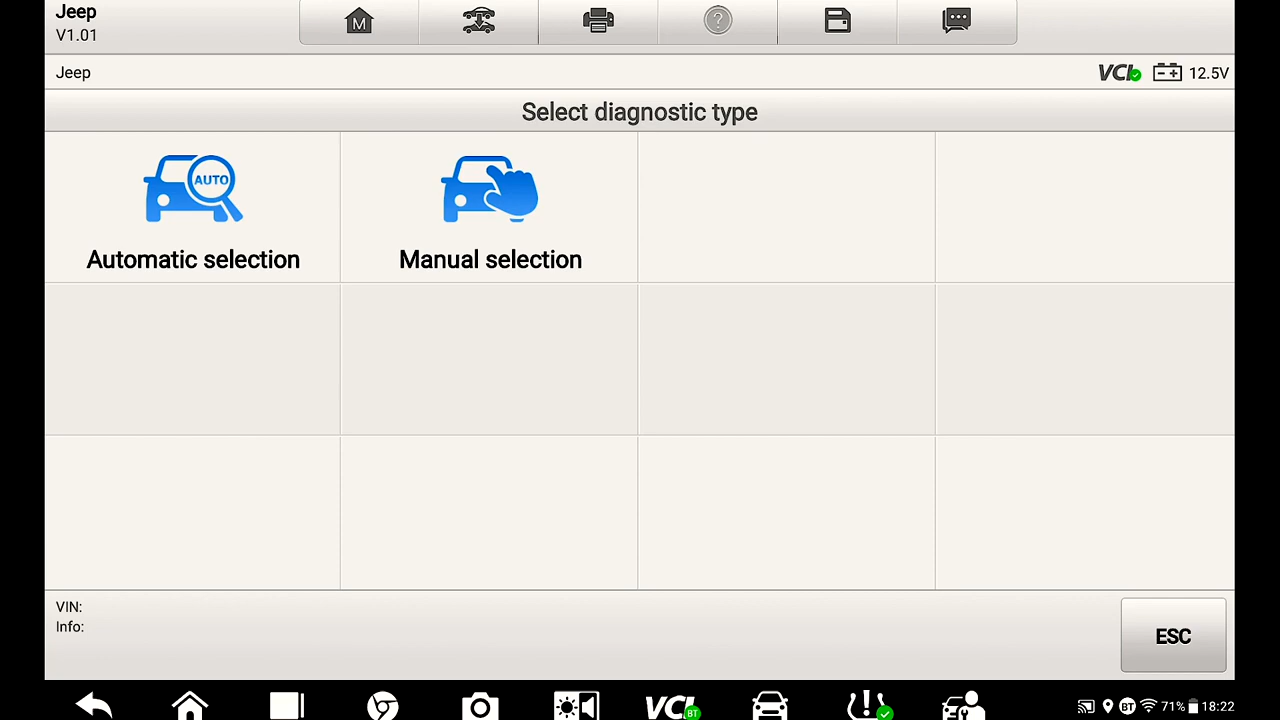 Jeep
V1.01
M
?
Jeep
VCI
12.5V
Select diagnostic type
AUTO
Automatic selection
Manual selection
VIN:
Info:
ESC
VCI
BT
BT
71%
18:22